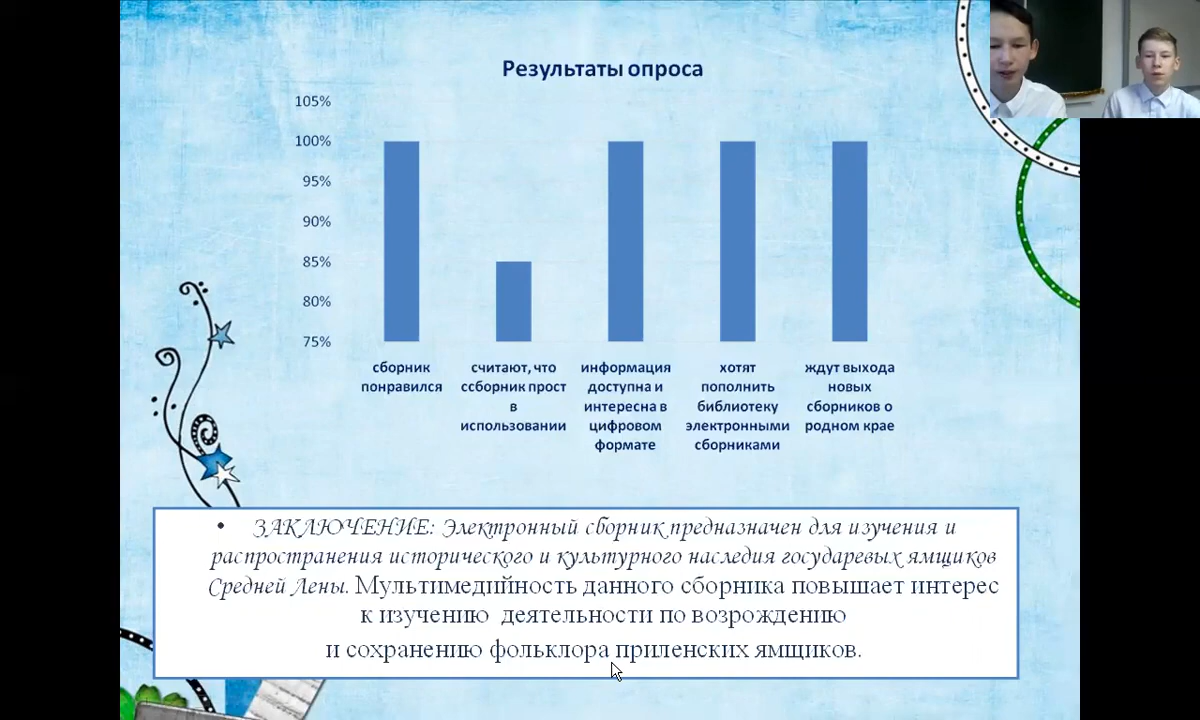 Результаты опроса
105%
100%
95%
90%
85%
80%
75%
сборник
понравился
считают, что
ссборник прост
в
использовании
информация
доступна и
интересна в
цифровом
формате
хотят
пополнить
библиотеку
электронными
сборниками
ждут выхода
новых
сборников о
родном крае
• ЗАКЛЮЧЕНИЕ: Электронный сборник предназначен для изучения и
распространения исторического и культурного наследия государевых ямщиков
Средней Лены. Мультимедийность данного сборника повышает интерес
к изучению деятельности по возрождению
и сохранению фольклора приленских ямщиков.